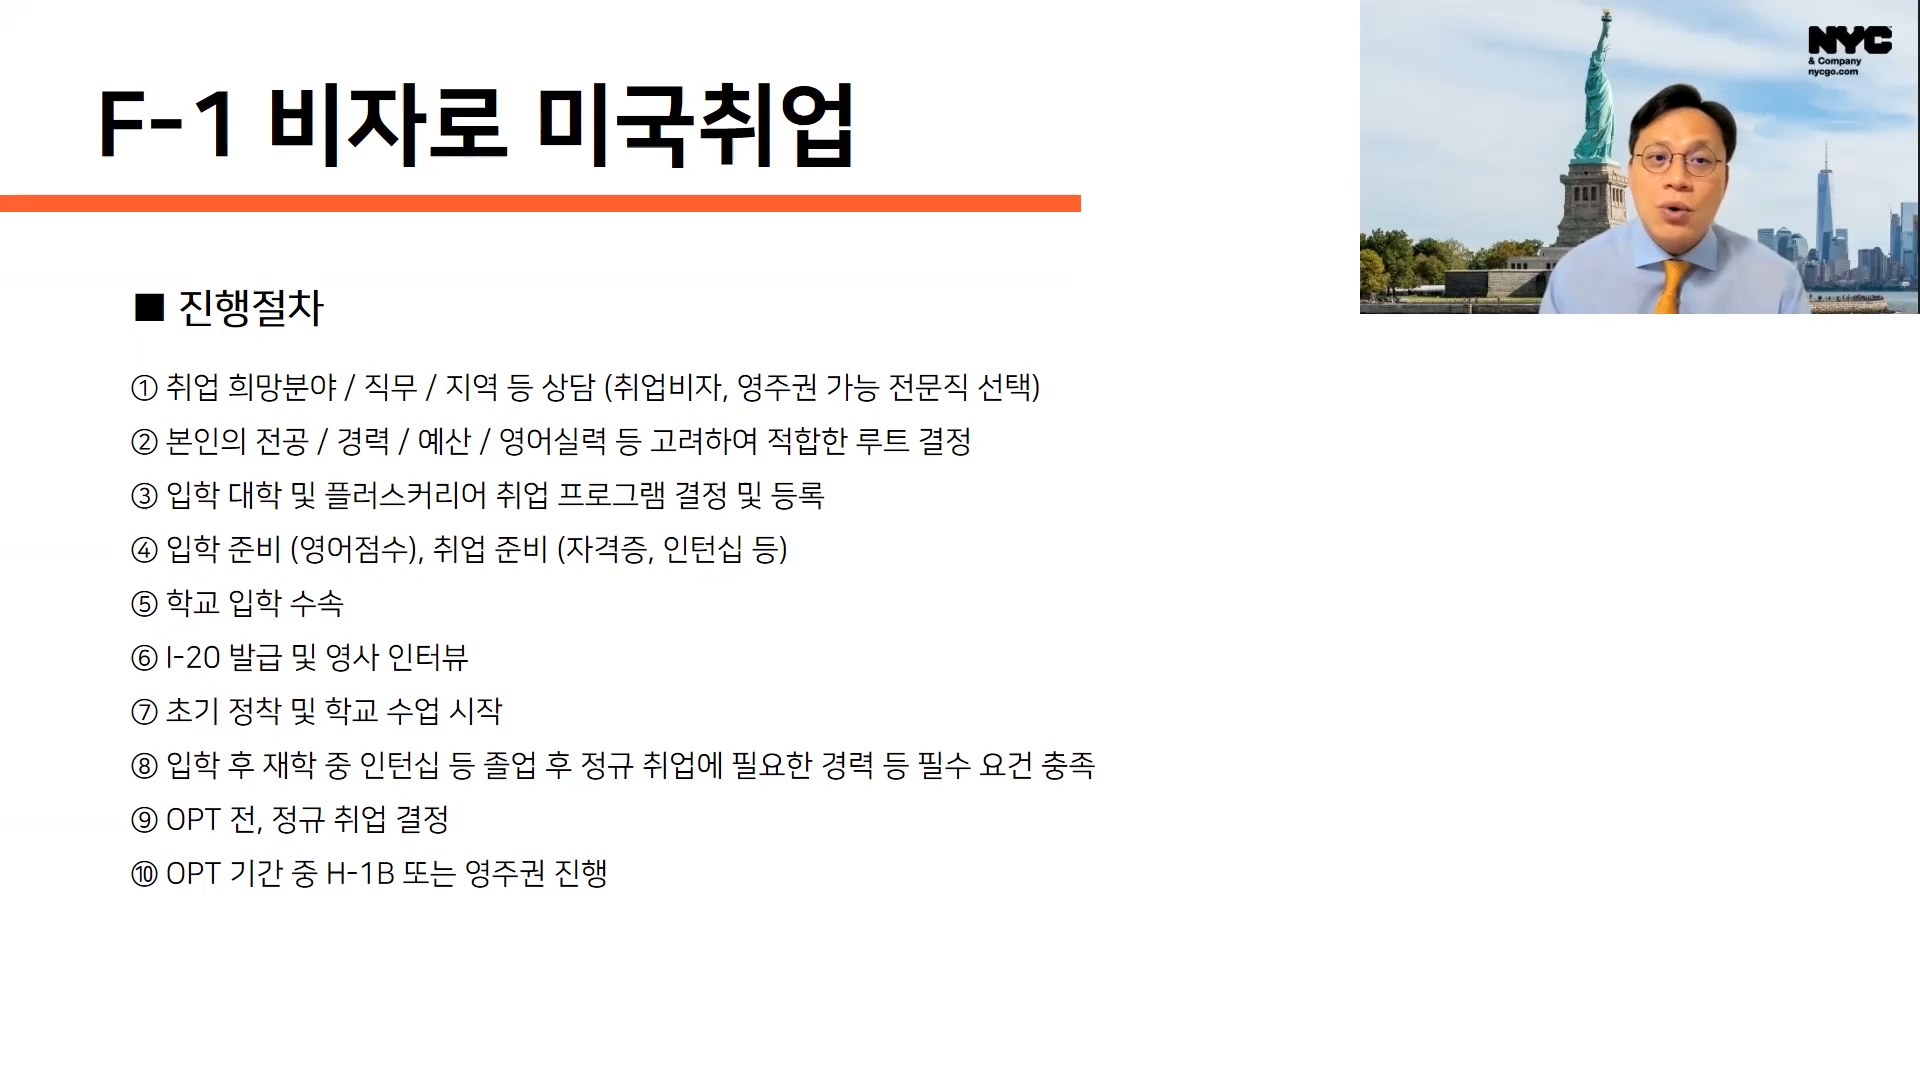 F-1 비자로 미국취업
NYC
& Company
nycgo.com
■ 진행절차
① 취업 희망분야 / 직무 / 지역 등 상담 (취업비자, 영주권 가능 전문직 선택)
② 본인의 전공 / 경력 / 예산 / 영어실력 등 고려하여 적합한 루트 결정
③ 입학 대학 및 플러스커리어 취업 프로그램 결정 및 등록
④ 입학 준비 (영어점수), 취업 준비 (자격증, 인턴십 등)
⑤ 학교 입학 수속
⑥ I-20 발급 및 영사 인터뷰
⑦ 초기 정착 및 학교 수업 시작
⑧ 입학 후 재학 중 인턴십 등 졸업 후 정규 취업에 필요한 경력 등 필수 요건 충족
⑨ OPT 전, 정규 취업 결정
⑩ OPT 기간 중 H-1B 또는 영주권 진행